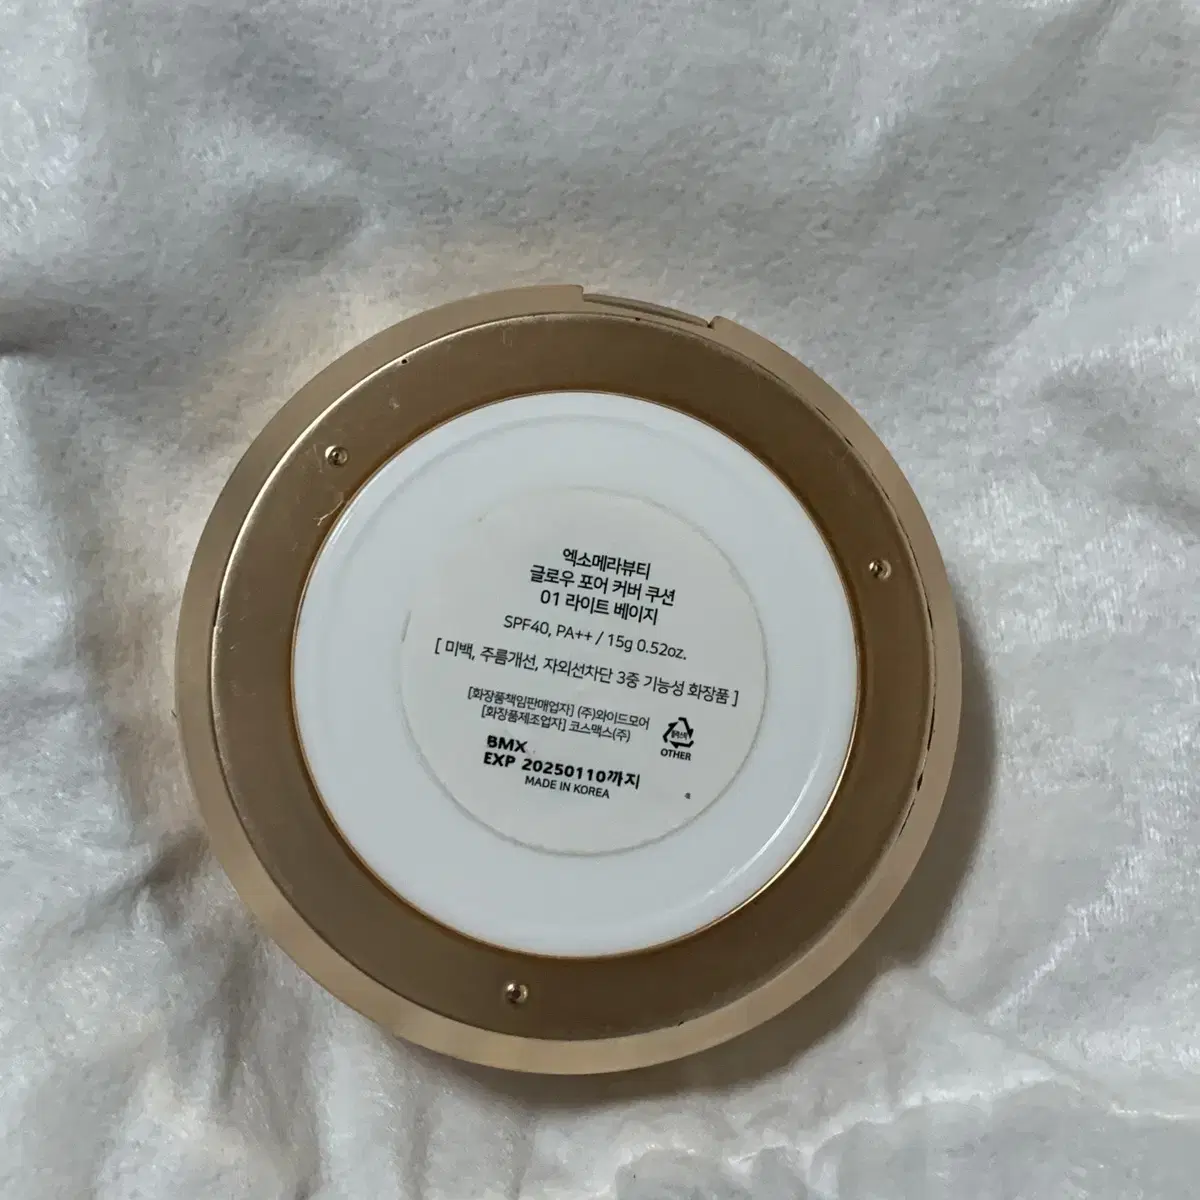 엑소메라뷰티
글로우 포어 커버 쿠션
01 라이트 베이지
SPF40, PA++ / 15g 0.52oz.
[ 미백, 주름개선, 자외선차단 3중 기능성 화장품 ]
[화장품책임판매업자] (주)와이드모어
[화장품제조업자] 코스맥스(주)
OTHER
BMX
EXP 20250110까지
MADE IN KOREA